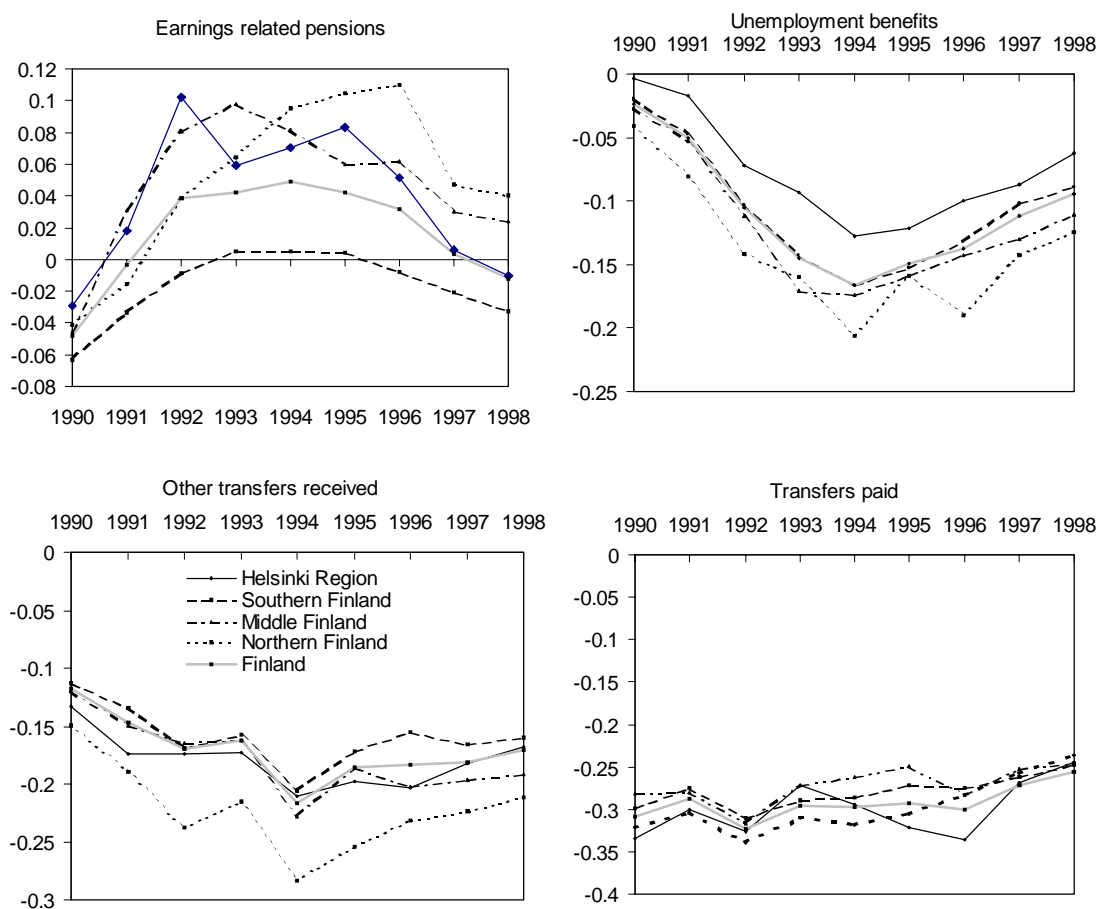 Earnings related pensions
0.12
0.1
0.08
0.06
0.04
0.02
0
-0.02
-0.04
-0.06
-0.08
1990 1991 1992 1993 1994 1995 1996 1997 1998
Unemployment benefits
1990 1991 1992 1993 1994 1995 1996 1997 1998
0
-0.05
-0.1
-0.15
-0.2
-0.25
Other transfers received
1990 1991 1992 1993 1994 1995 1996 1997 1998
0
-0.05
-0.1
-0.15
-0.2
-0.25
-0.3
Helsinki Region
Southern Finland
Middle Finland
Northern Finland
Finland
Transfers paid
1990 1991 1992 1993 1994 1995 1996 1997 1998
0
-0.05
-0.1
-0.15
-0.2
-0.25
-0.3
-0.35
-0.4